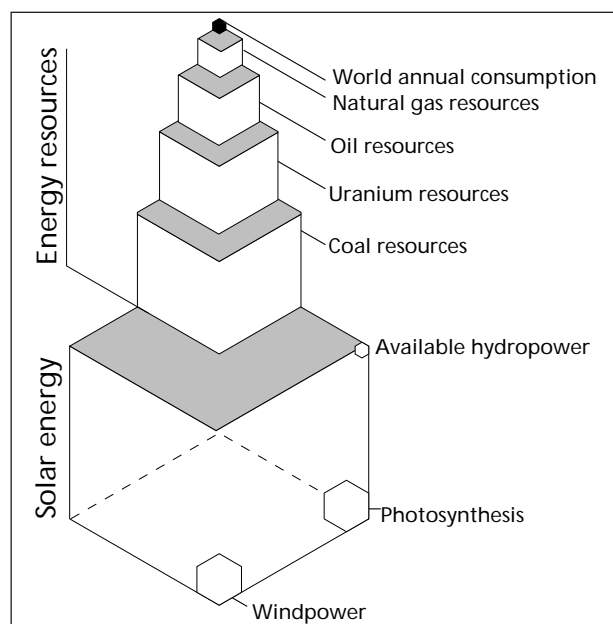 World annual consumption
Natural gas resources
Oil resources
Uranium resources
Coal resources
Energy resources
Available hydropower
Solar energy
Photosynthesis
Windpower